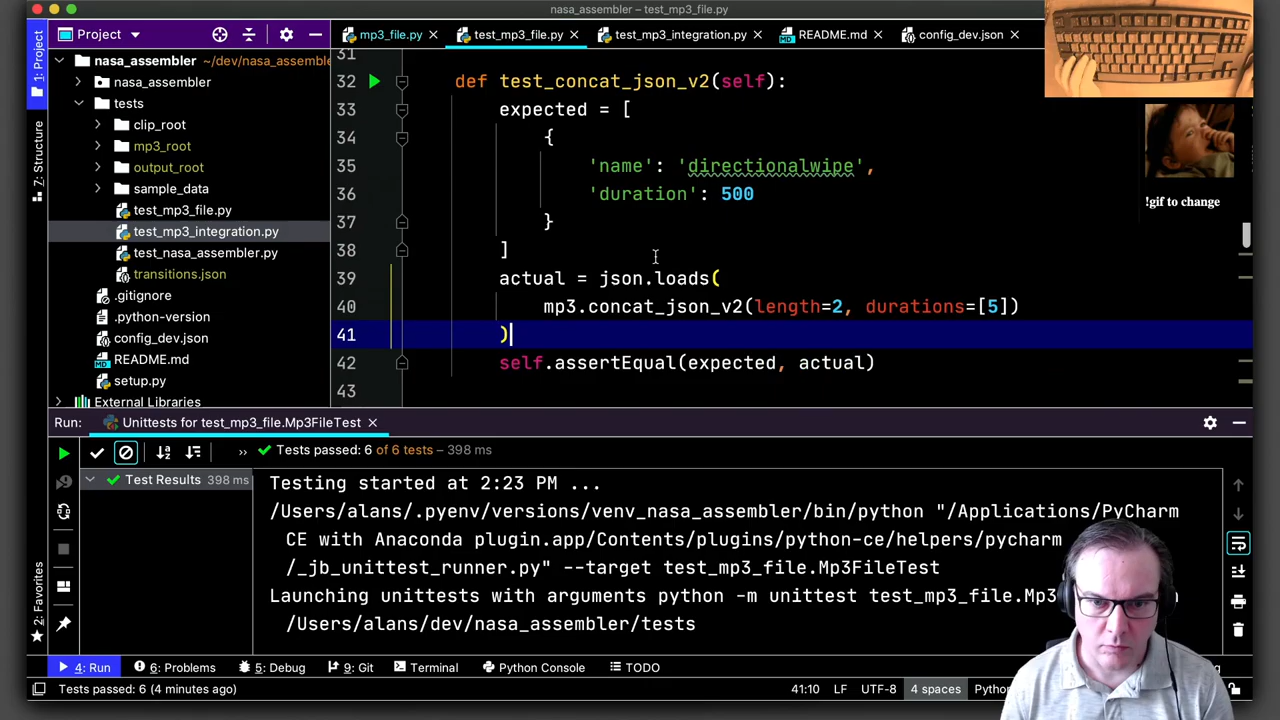 nasa_assembler – test_mp3_file.py
Project
mp3_file.py
test_mp3_file.py
test_mp3_integration.py
README.md
config_dev.json
1: Project
7: Structure
2: Favorites
nasa_assembler ~/dev/nasa_assemble
nasa_assembler
tests
clip_root
mp3_root
output_root
sample_data
test_mp3_file.py
test_mp3_integration.py
test_nasa_assembler.py
transitions.json
.gitignore
.python-version
config_dev.json
README.md
setup.py
External Libraries
31
32 def test_concat_json_v2(self):
33 expected = [
34 {
35 'name': 'directionalwipe',
36 'duration': 500
37 }
38 ]
39 actual = json.loads(
40 mp3.concat_json_v2(length=2, durations=[5])
41 )
42 self.assertEqual(expected, actual)
43
!gif to change
Run: Unittests for test_mp3_file.Mp3FileTest
» Tests passed: 6 of 6 tests – 398 ms
Test Results 398 ms
Testing started at 2:23 PM ...
/Users/alans/.pyenv/versions/venv_nasa_assembler/bin/python "/Applications/PyCharm
CE with Anaconda plugin.app/Contents/plugins/python-ce/helpers/pycharm
/_jb_unittest_runner.py" --target test_mp3_file.Mp3FileTest
Launching unittests with arguments python -m unittest test_mp3_file.Mp3
/Users/alans/dev/nasa_assembler/tests
4: Run
6: Problems
5: Debug
9: Git
Terminal
Python Console
TODO
Tests passed: 6 (4 minutes ago)
41:10 LF UTF-8 4 spaces Python